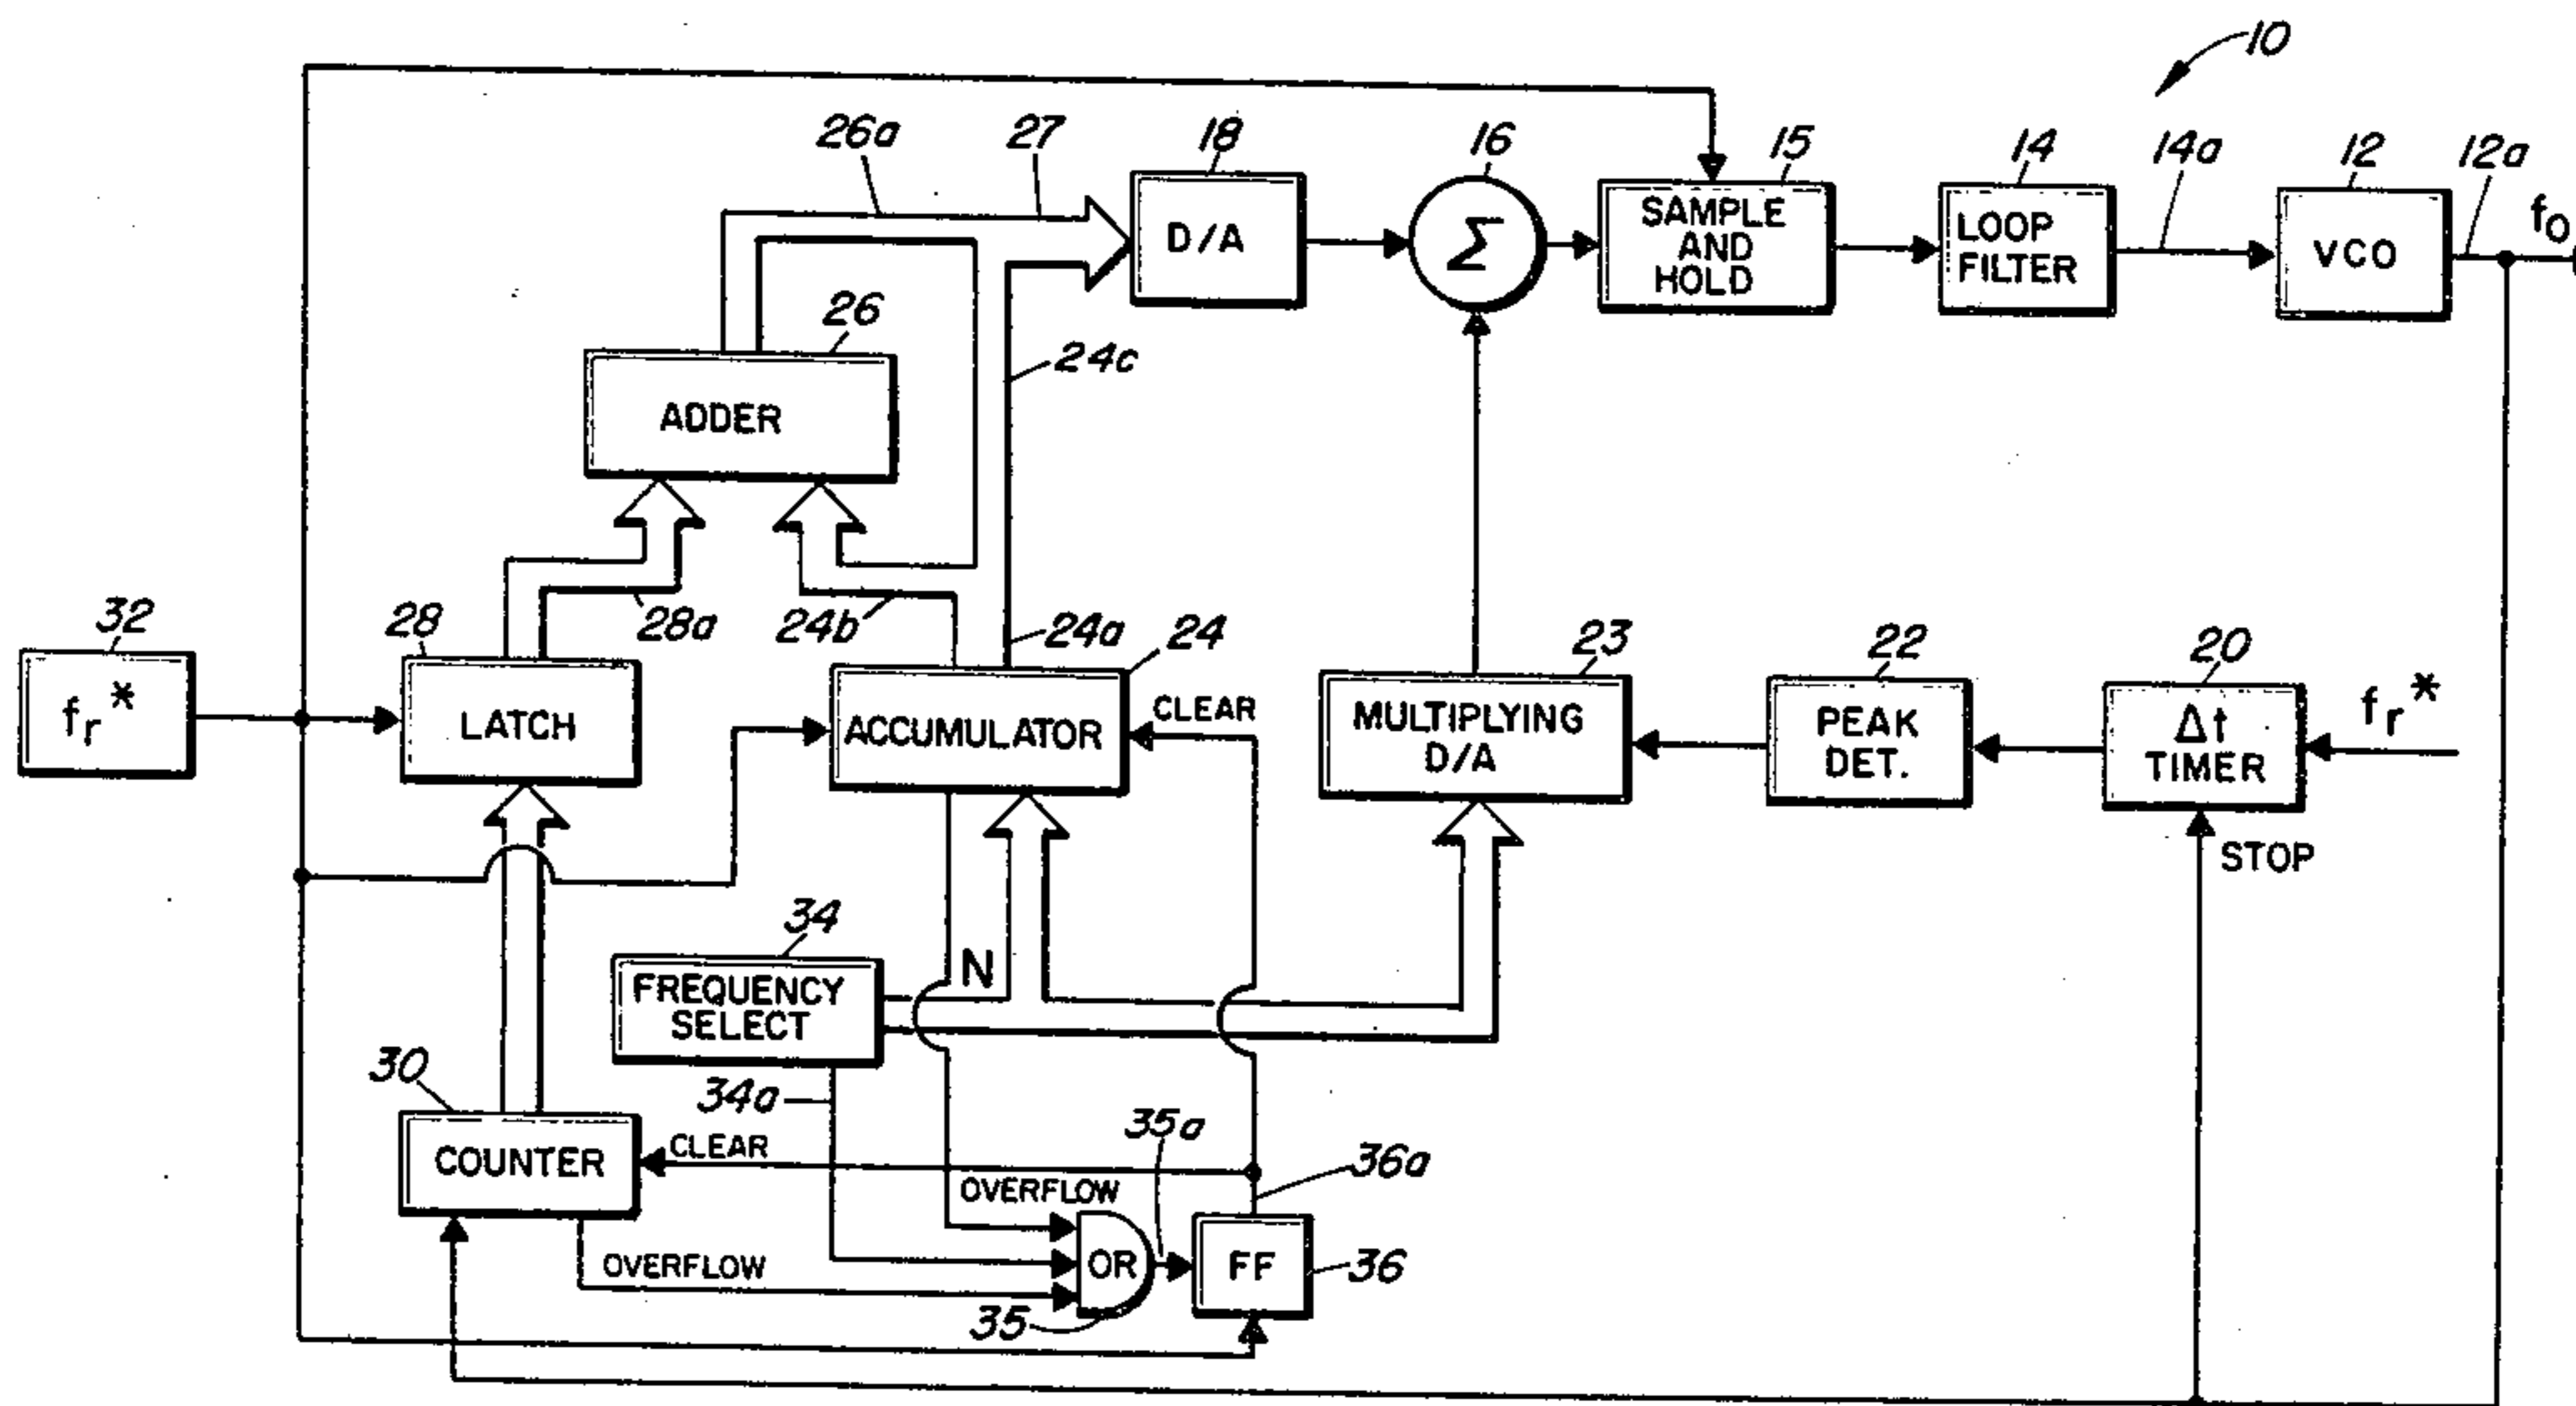 10
26a
27
18
16
15
14
14a
12
12a
D/A
Σ
SAMPLE
AND
HOLD
LOOP
FILTER
VCO
fo
26
ADDER
24c
32
28
28a
24b
24a
24
23
22
20
fr*
LATCH
ACCUMULATOR
CLEAR
MULTIPLYING
D/A
PEAK
DET.
Δt
TIMER
fr*
STOP
34
N
FREQUENCY
SELECT
30
34a
COUNTER
CLEAR
35a
36a
OVERFLOW
OVERFLOW
OR
FF
36
35